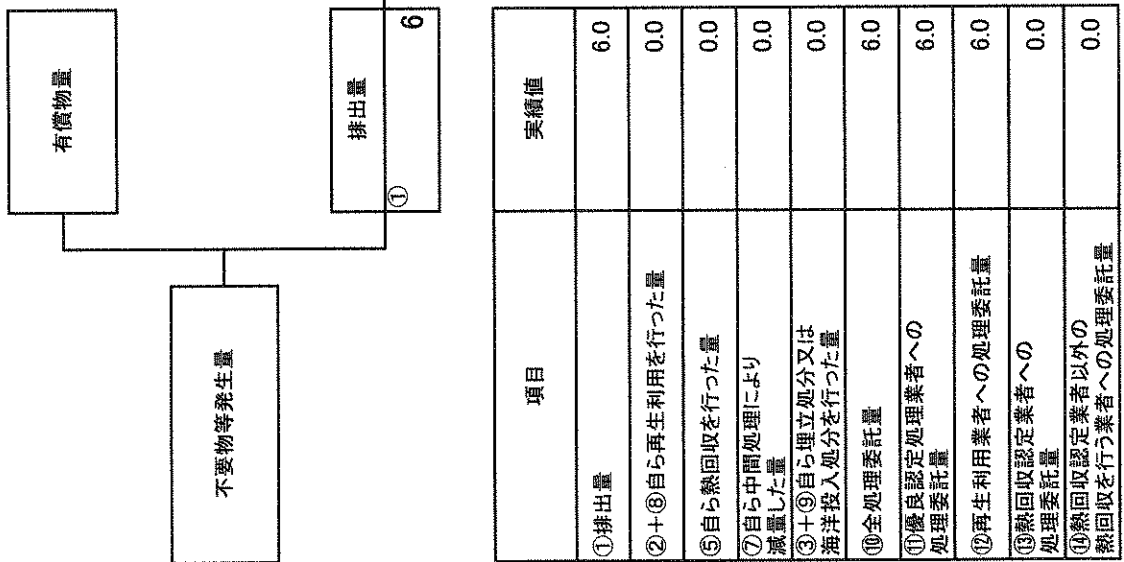 不要物等発生量
有償物量
排出量
①
6
項目
実績値
①排出量
6.0
②+⑧自ら再生利用を行った量
0.0
⑤自ら熱回収を行った量
0.0
⑦自ら中間処理により
減量した量
0.0
③+⑨自ら埋立処分又は
海洋投入処分を行った量
0.0
⑩全処理委託量
6.0
⑪優良認定処理業者への
処理委託量
6.0
⑫再生利用業者への処理委託量
6.0
⑬熱回収認定業者への
処理委託量
0.0
⑭熱回収認定業者以外の
熱回収を行う業者への処理委託量
0.0